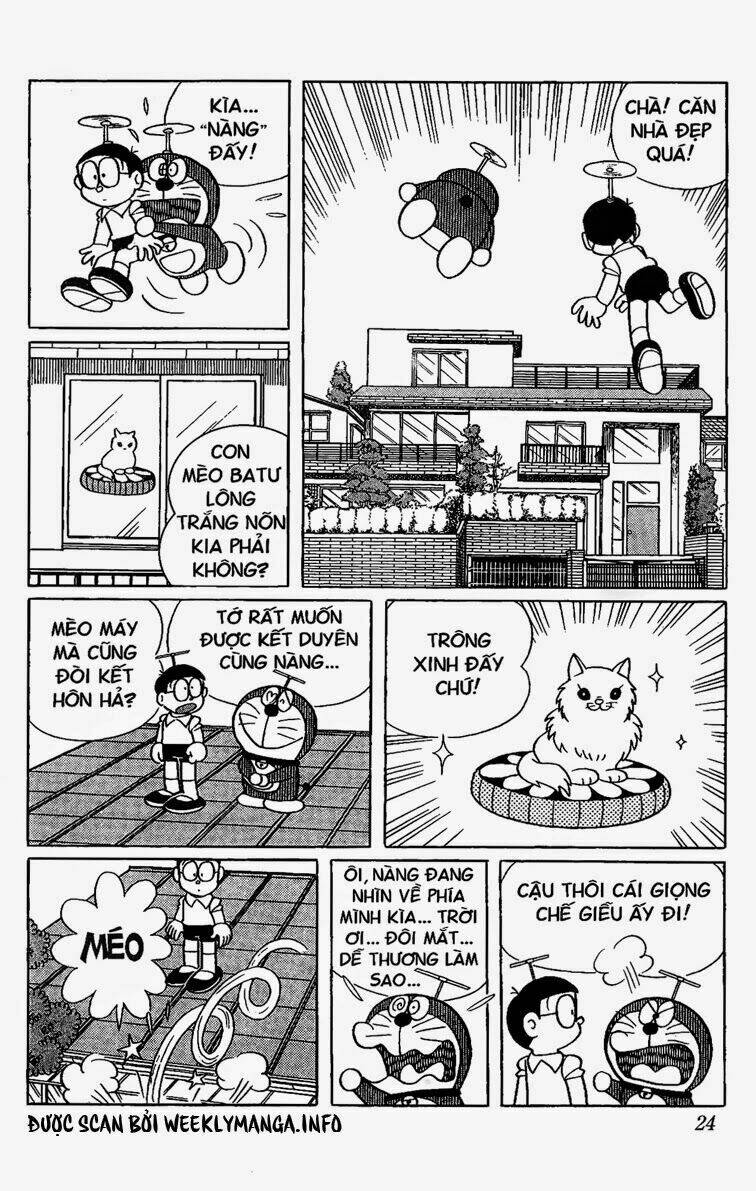 KÌA...
"NÀNG"
ĐẤY!
CHÀ! CĂN
NHÀ ĐẸP
QUÁ!
CON
MÈO BATƯ
LÔNG
TRẮNG NÕN
KIA PHẢI
KHÔNG?
MÈO MÁY
MÀ CŨNG
ĐÒI KẾT
HÔN HẢ?
TỚ RẤT MUỐN
ĐƯỢC KẾT DUYÊN
CÙNG NÀNG...
TRÔNG
XINH ĐẤY
CHỨ!
MÉO
ÔI, NÀNG ĐANG
NHÌN VỀ PHÍA
MÌNH KÌA... TRỜI
ƠI... ĐÔI MẮT...
DỄ THƯƠNG LÀM
SAO...
CẬU THÔI CÁI GIỌNG
CHẾ GIỄU ẤY ĐI!
ĐƯỢC SCAN BỞI WEEKLYMANGA.INFO
24